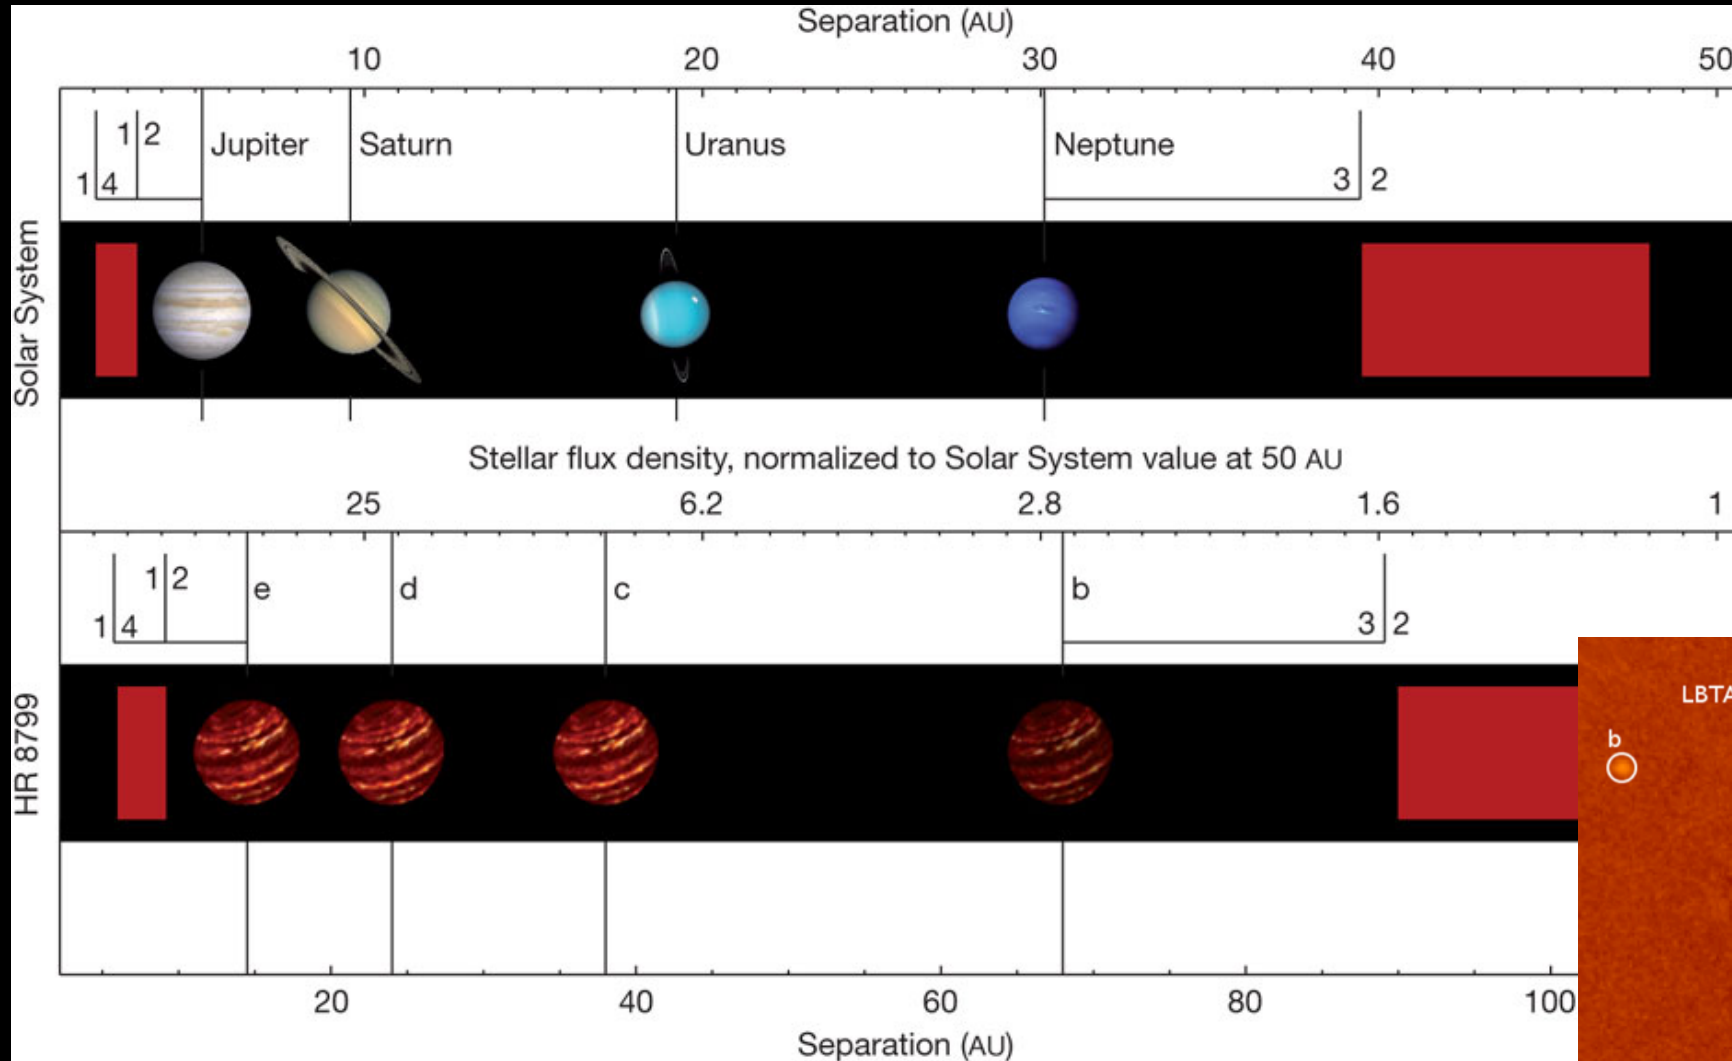 Separation (AU)
10 20 30 40 50
1 2 Jupiter Saturn Uranus Neptune
1 4 3 2
Solar System
Stellar flux density, normalized to Solar System value at 50 AU
25 6.2 2.8 1.6 1
1 2 e d c b
1 4 3 2
HR 8799
LBTA
b
20 40 60 80 100
Separation (AU)